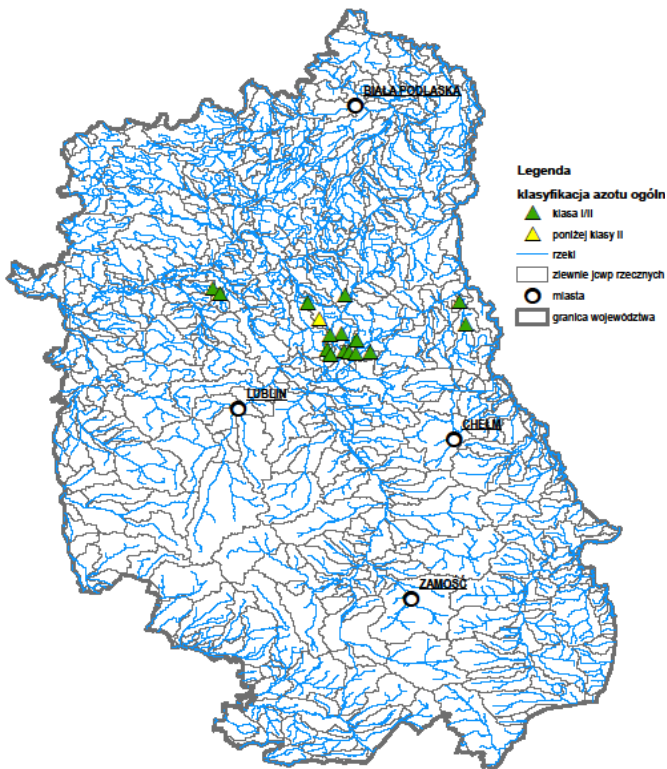 BIAŁA PODLASKA
Legenda
klasyfikacja azotu ogóln
klasa I/II
poniżej klasy II
rzeki
zlewnie jcwp rzecznych
miasta
granica województwa
LUBLIN
CHEŁM
ZAMOŚĆ